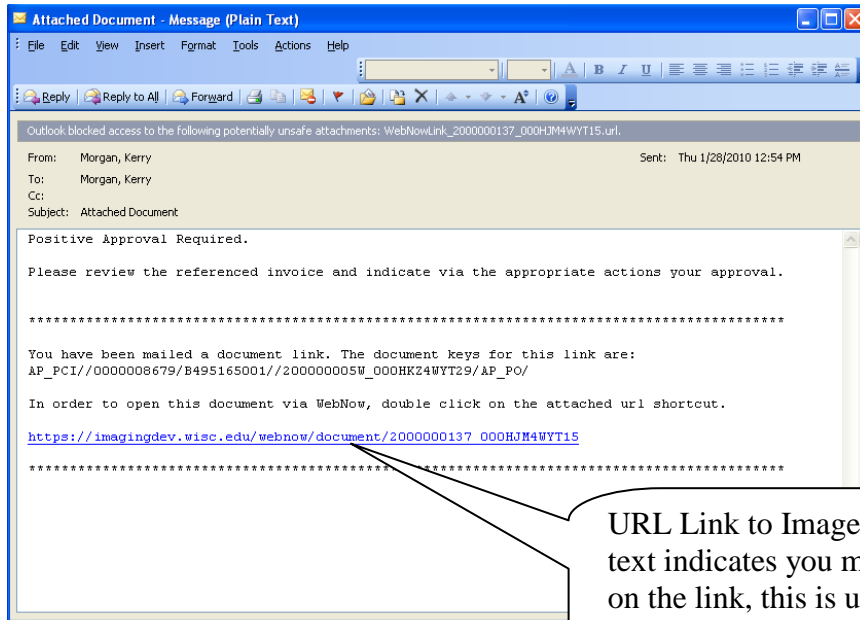 Attached Document - Message (Plain Text)
File Edit View Insert Format Tools Actions Help
A B I U
Reply Reply to All Forward
Outlook blocked access to the following potentially unsafe attachments: WebNowLink_2000000137_000HJM4WYT15.url.
From: Morgan, Kerry Sent: Thu 1/28/2010 12:54 PM
To: Morgan, Kerry
Cc:
Subject: Attached Document
Positive Approval Required.
Please review the referenced invoice and indicate via the appropriate actions your approval.
*********************************************************************************************
You have been mailed a document link. The document keys for this link are:
AP_PCI//0000008679/B495165001//200000005W_000HKZ4WYT29/AP_PO/
In order to open this document via WebNow, double click on the attached url shortcut.
https://imagingdev.wisc.edu/webnow/document/2000000137_000HJM4WYT15
*********************************************************************************************
URL Link to Image
text indicates you
on the link, this is